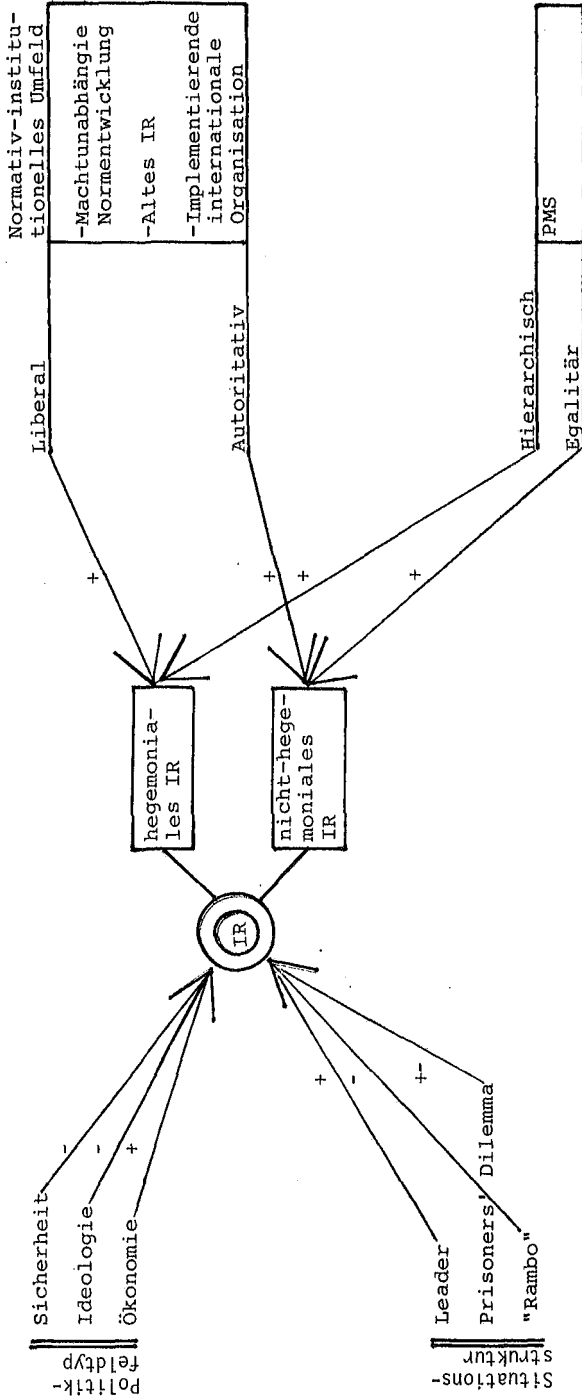 Politik-
feldtyp
Sicherheit
-
Ideologie
-
Ökonomie
+
Situations-
struktur
Leader
+
Prisoners' Dilemma
-
"Rambo"
+-
IR
hegemonia-
les IR
nicht-hege-
moniales
IR
+
+
+
+
Liberal
Autoritativ
Hierarchisch
Egalitär
Normativ-institu-
tionelles Umfeld
-Machtunabhängie
Normentwicklung
-Altes IR
-Implementierende
internationale
Organisation
PMS